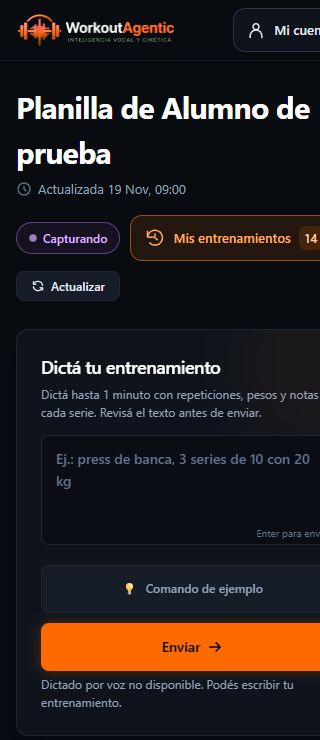 WorkoutAgentic
INTELIGENCIA VOCAL Y CINÉTICA
Mi cuen
Planilla de Alumno de
prueba
Actualizada 19 Nov, 09:00
Capturando
Mis entrenamientos 14
Actualizar
Dictá tu entrenamiento
Dictá hasta 1 minuto con repeticiones, pesos y notas
cada serie. Revisá el texto antes de enviar.
Ej.: press de banca, 3 series de 10 con 20
kg
Enter para env
Comando de ejemplo
Enviar →
Dictado por voz no disponible. Podés escribir tu
entrenamiento.